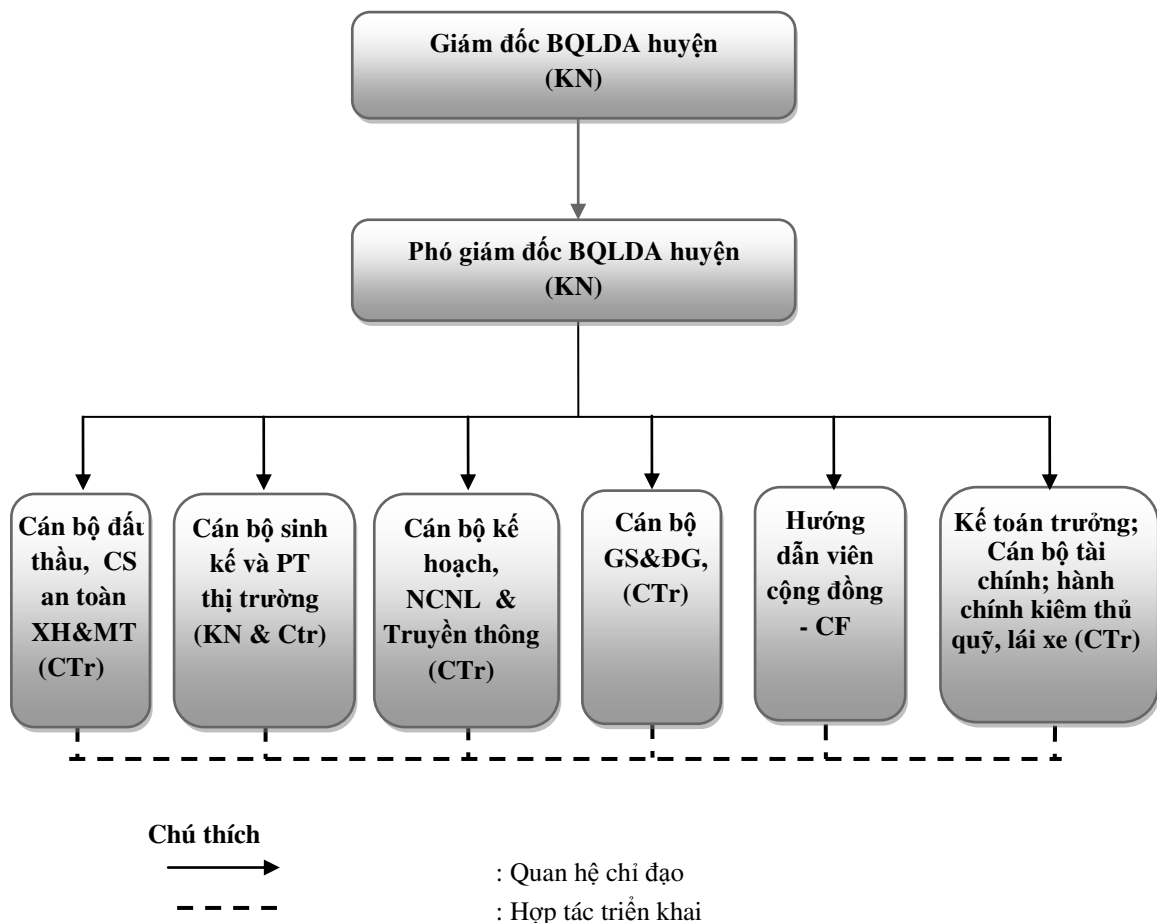 Giám đốc BQLDA huyện
(KN)
Phó giám đốc BQLDA huyện
(KN)
Cán bộ đấu
thầu, CS
an toàn
XH&MT
(CTr)
Cán bộ sinh
kế và PT
thị trường
(KN & Ctr)
Cán bộ kế
hoạch,
NCNL &
Truyền thông
(CTr)
Cán bộ
GS&ĐG,
(CTr)
Hướng
dẫn viên
cộng đồng
- CF
Kế toán trưởng;
Cán bộ tài
chính; hành
chính kiêm thủ
quỹ, lái xe (CTr)
Chú thích
: Quan hệ chỉ đạo
: Hợp tác triển khai